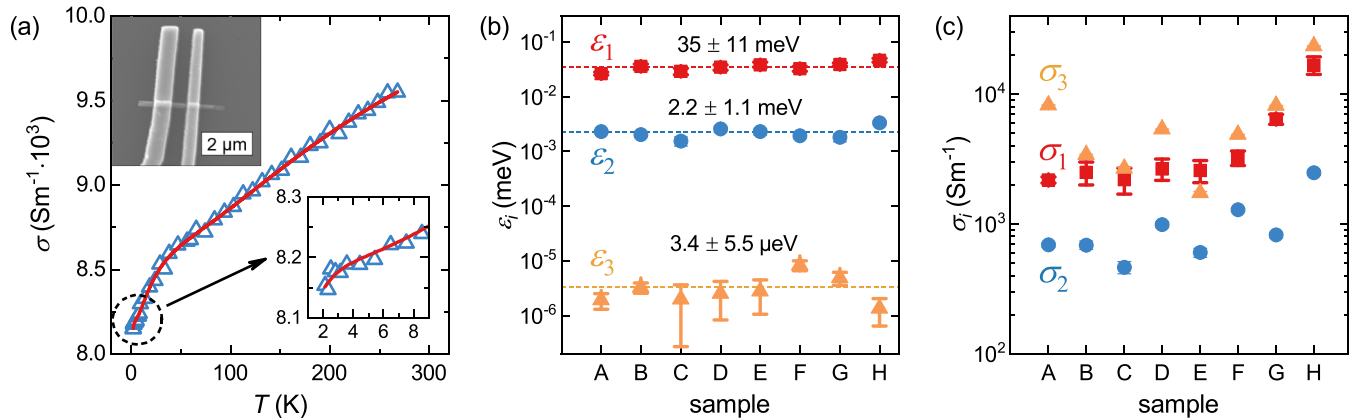 (a)
10.0
9.5
9.0
8.5
8.0
σ (Sm⁻¹·10³)
2 µm
8.3
8.2
8.1
2 4 6 8
0 100 200 300
T (K)
(b)
10⁻¹
10⁻²
10⁻³
10⁻⁵
10⁻⁶
εᵢ (meV)
ε₁
35 ± 11 meV
2.2 ± 1.1 meV
ε₂
3.4 ± 5.5 µeV
ε₃
A B C D E F G H
sample
(c)
10⁴
10³
10²
σᵢ (Sm⁻¹)
σ₃
σ₁
σ₂
A B C D E F G H
sample